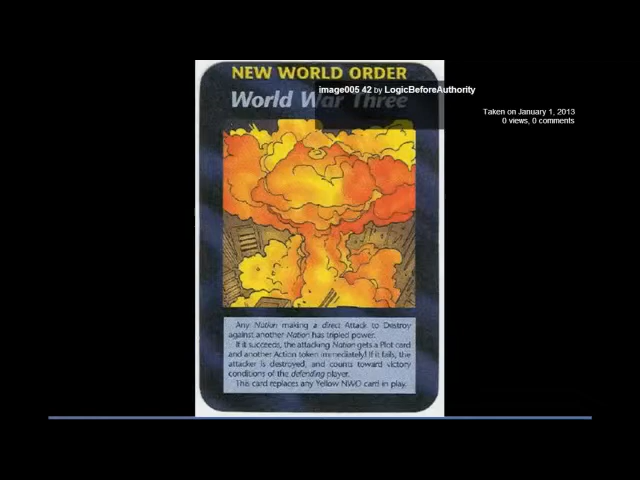 NEW WORLD ORDER
image005 42 by LogicBeforeAuthority
World War Three
Taken on January 1, 2013
0 views, 0 comments
Any Nation making a direct Attack to Destroy
against another Nation has tripled power.
If it succeeds, the attacking Nation gets a Plot card
and another Action token immediately! If it fails, the
attacker is destroyed, and counts toward victory
conditions of the defending player.
This card replaces any Yellow NWO card in play.